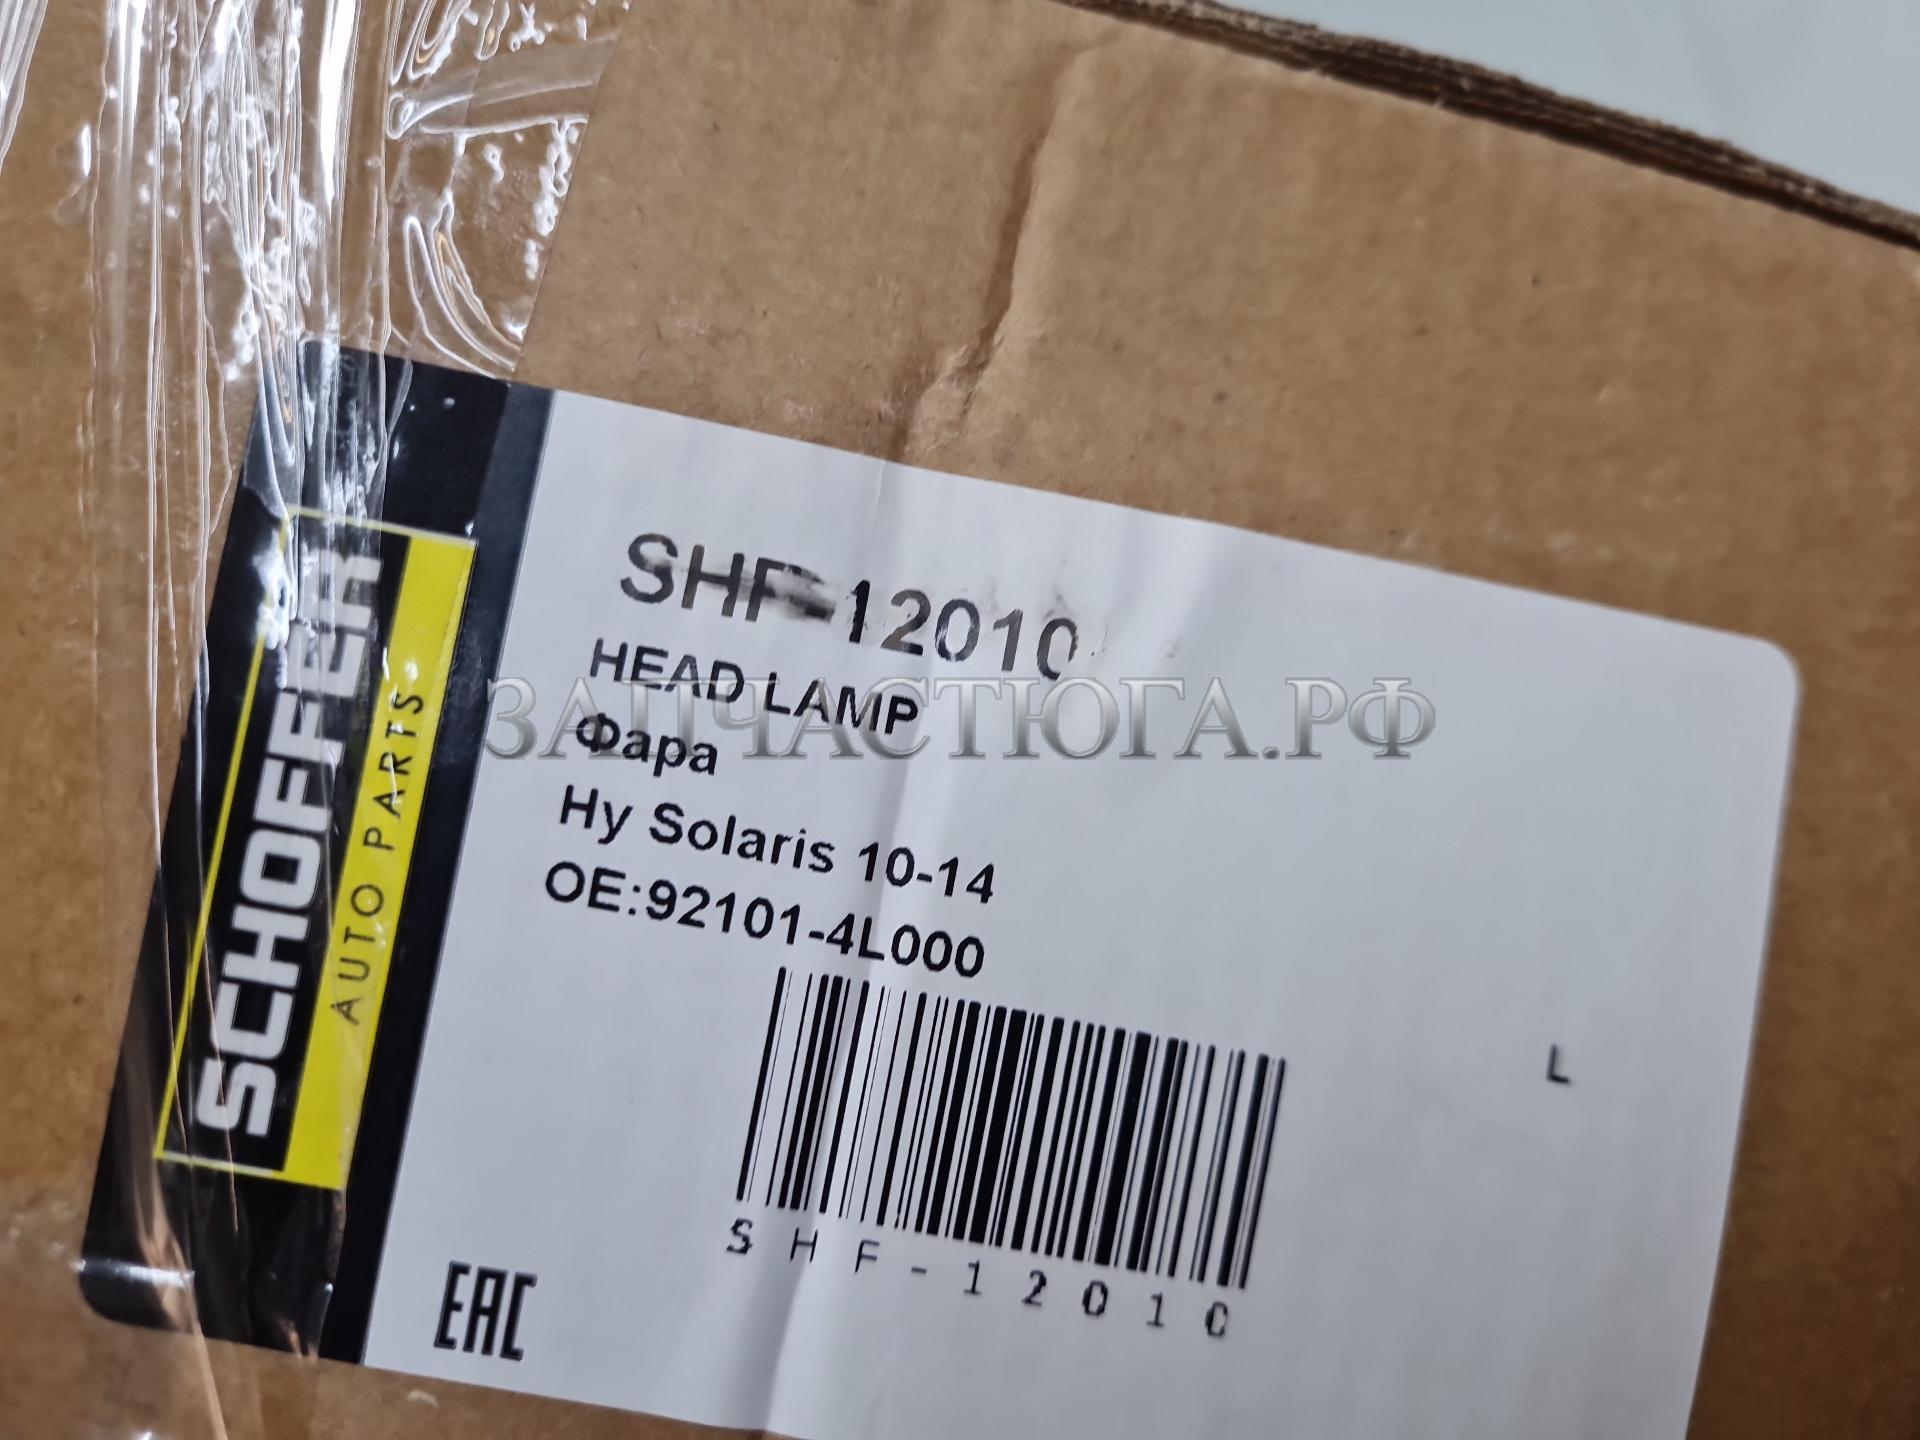 SCHOFFER
AUTO PARTS
SHF-12010
HEAD LAMP
Фара
Hy Solaris 10-14
OE:92101-4L000
L
SHF-12010
EAC
ЗАПЧАСТЮГА.РФ